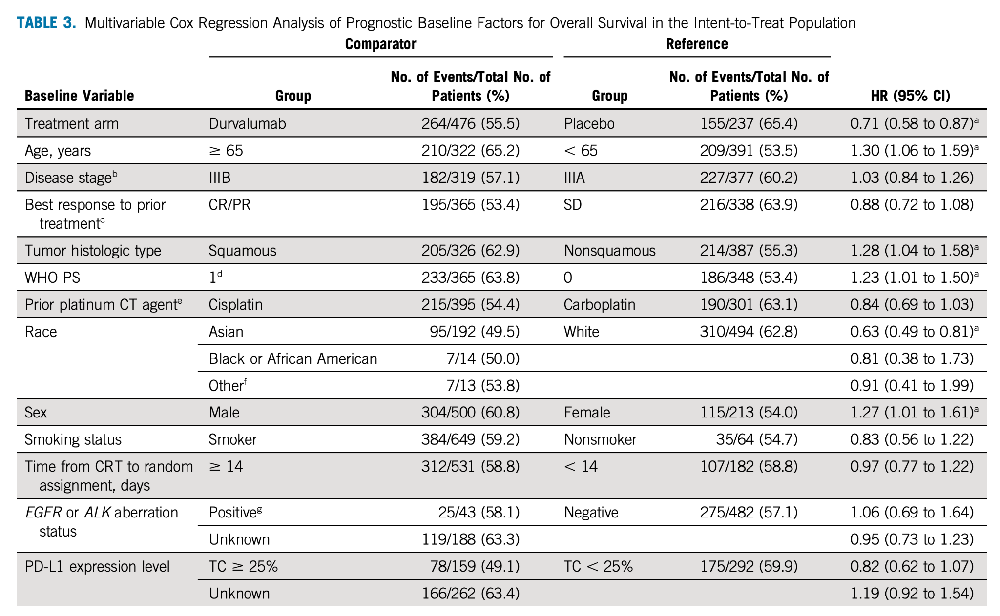 TABLE 3. Multivariable Cox Regression Analysis of Prognostic Baseline Factors for Overall Survival in the Intent-to-Treat Population
Comparator Reference
No. of Events/Total No. of No. of Events/Total No. of
Baseline Variable Group Patients (%) Group Patients (%) HR (95% CI)
Treatment arm Durvalumab 264/476 (55.5) Placebo 155/237 (65.4) 0.71 (0.58 to 0.87)a
Age, years ≥ 65 210/322 (65.2) < 65 209/391 (53.5) 1.30 (1.06 to 1.59)a
Disease stageb IIIB 182/319 (57.1) IIIA 227/377 (60.2) 1.03 (0.84 to 1.26)
Best response to prior CR/PR 195/365 (53.4) SD 216/338 (63.9) 0.88 (0.72 to 1.08)
treatmentc
Tumor histologic type Squamous 205/326 (62.9) Nonsquamous 214/387 (55.3) 1.28 (1.04 to 1.58)a
WHO PS 1d 233/365 (63.8) 0 186/348 (53.4) 1.23 (1.01 to 1.50)a
Prior platinum CT agente Cisplatin 215/395 (54.4) Carboplatin 190/301 (63.1) 0.84 (0.69 to 1.03)
Race Asian 95/192 (49.5) White 310/494 (62.8) 0.63 (0.49 to 0.81)a
Black or African American 7/14 (50.0) 0.81 (0.38 to 1.73)
Otherf 7/13 (53.8) 0.91 (0.41 to 1.99)
Sex Male 304/500 (60.8) Female 115/213 (54.0) 1.27 (1.01 to 1.61)a
Smoking status Smoker 384/649 (59.2) Nonsmoker 35/64 (54.7) 0.83 (0.56 to 1.22)
Time from CRT to random ≥ 14 312/531 (58.8) < 14 107/182 (58.8) 0.97 (0.77 to 1.22)
assignment, days
EGFR or ALK aberration Positiveg 25/43 (58.1) Negative 275/482 (57.1) 1.06 (0.69 to 1.64)
status
Unknown 119/188 (63.3) 0.95 (0.73 to 1.23)
PD-L1 expression level TC ≥ 25% 78/159 (49.1) TC < 25% 175/292 (59.9) 0.82 (0.62 to 1.07)
Unknown 166/262 (63.4) 1.19 (0.92 to 1.54)